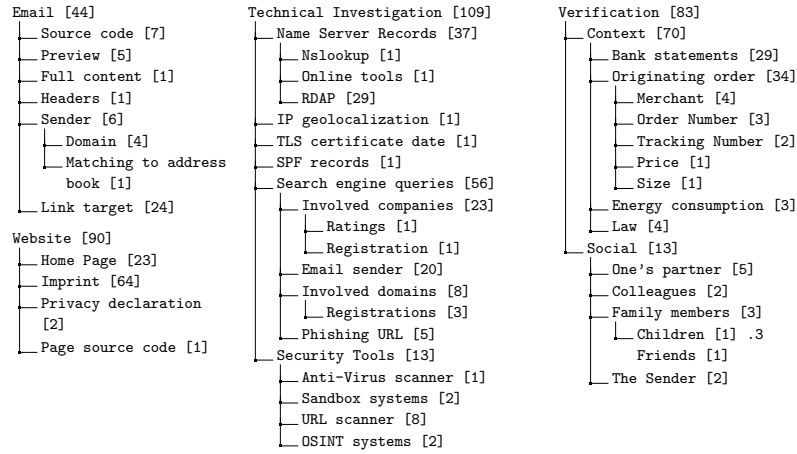 Email [44]
Source code [7]
Preview [5]
Full content [1]
Headers [1]
Sender [6]
Domain [4]
Matching to address
book [1]
Link target [24]
Website [90]
Home Page [23]
Imprint [64]
Privacy declaration
[2]
Page source code [1]
Technical Investigation [109]
Name Server Records [37]
Nslookup [1]
Online tools [1]
RDAP [29]
IP geolocalization [1]
TLS certificate date [1]
SPF records [1]
Search engine queries [56]
Involved companies [23]
Ratings [1]
Registration [1]
Email sender [20]
Involved domains [8]
Registrations [3]
Phishing URL [5]
Security Tools [13]
Anti-Virus scanner [1]
Sandbox systems [2]
URL scanner [8]
OSINT systems [2]
Verification [83]
Context [70]
Bank statements [29]
Originating order [34]
Merchant [4]
Order Number [3]
Tracking Number [2]
Price [1]
Size [1]
Energy consumption [3]
Law [4]
Social [13]
One's partner [5]
Colleagues [2]
Family members [3]
Children [1] .3
Friends [1]
The Sender [2]